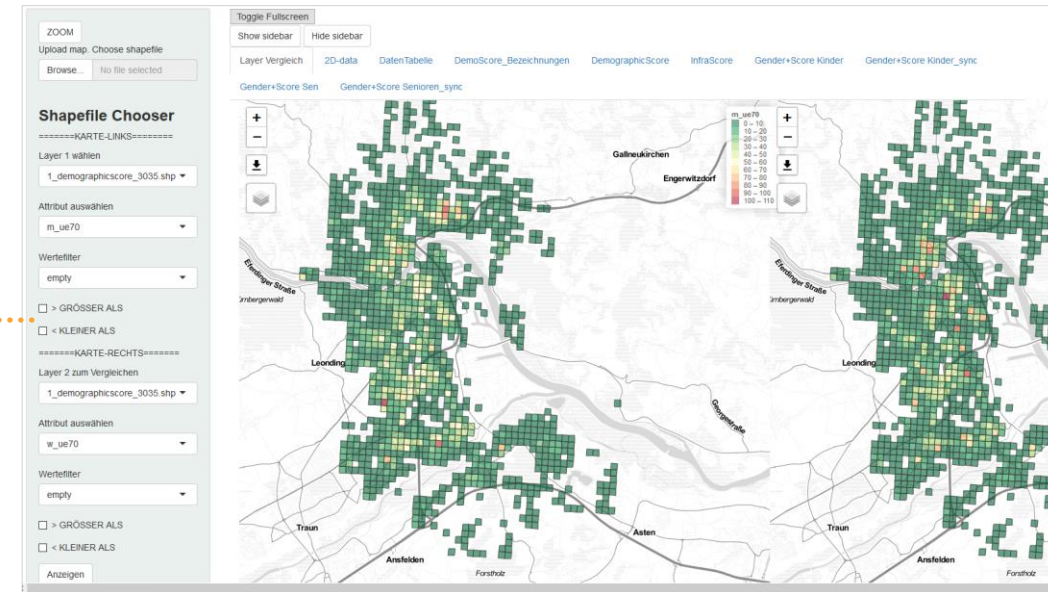 ZOOM
Upload map. Choose shapefile
Browse... No file selected
Shapefile Chooser
=======KARTE-LINKS========
Layer 1 wählen
1_demographicscore_3035.shp
Attribut auswählen
m_ue70
Wertefilter
empty
> GRÖSSER ALS
< KLEINER ALS
=======KARTE-RECHTS=======
Layer 2 zum Vergleichen
1_demographicscore_3035.shp
Attribut auswählen
w_ue70
Wertefilter
empty
> GRÖSSER ALS
< KLEINER ALS
Anzeigen
Toggle Fullscreen
Show sidebar Hide sidebar
Layer Vergleich 2D-data DatenTabelle DemoScore_Bezeichnungen DemographicScore InfraScore Gender+Score Kinder Gender+Score Kinder_sync
Gender+Score Sen Gender+Score Senioren_sync
+
−
Gallneukirchen
Engerwitzdorf
Eferdinger Straße
Leonding
Georgestraße
Traun
Asten
Ansfelden
Forstholz
m_ue70
0 – 10
10 – 20
20 – 30
30 – 40
40 – 50
50 – 60
60 – 70
70 – 80
80 – 90
90 – 100
100 – 110
+
−
Eferdinger Straße
mbergerwald
Leonding
Traun
Ansfelden
Forstholz